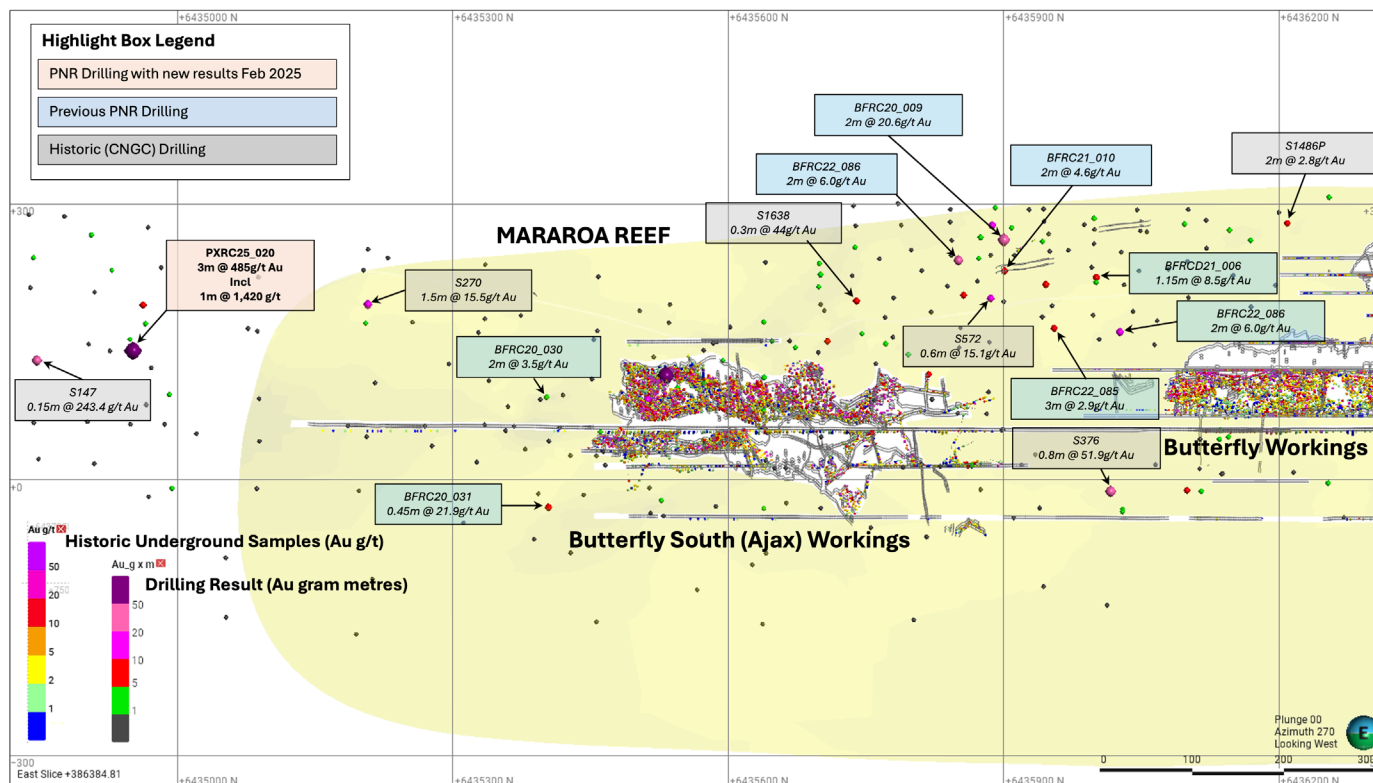 +6435000 N
+6435300 N
+6435600 N
+6435900 N
+6436200 N
Highlight Box Legend
PNR Drilling with new results Feb 2025
Previous PNR Drilling
Historic (CNGC) Drilling
BFRC20_009
2m @ 20.6g/t Au
BFRC22_086
2m @ 6.0g/t Au
BFRC21_010
2m @ 4.6g/t Au
S1486P
2m @ 2.8g/t Au
+300
S1638
0.3m @ 44g/t Au
MARAROA REEF
PXRC25_020
3m @ 485g/t Au
Incl
1m @ 1,420 g/t
S270
1.5m @ 15.5g/t Au
BFRCD21_006
1.15m @ 8.5g/t Au
BFRC22_086
2m @ 6.0g/t Au
S572
0.6m @ 15.1g/t Au
BFRC20_030
2m @ 3.5g/t Au
S147
0.15m @ 243.4 g/t Au
BFRC22_085
3m @ 2.9g/t Au
S376
0.8m @ 51.9g/t Au
Butterfly Workings
+0
BFRC20_031
0.45m @ 21.9g/t Au
Butterfly South (Ajax) Workings
Au g/t
Historic Underground Samples (Au g/t)
50
20
10
5
2
1
Au_g x m
Drilling Result (Au gram metres)
50
20
10
5
1
Plunge 00
Azimuth 270
Looking West
E
0
100
200
300
-300
East Slice +386384.81
+6435000 N
+6435300 N
+6435600 N
+6435900 N
+6436200 N